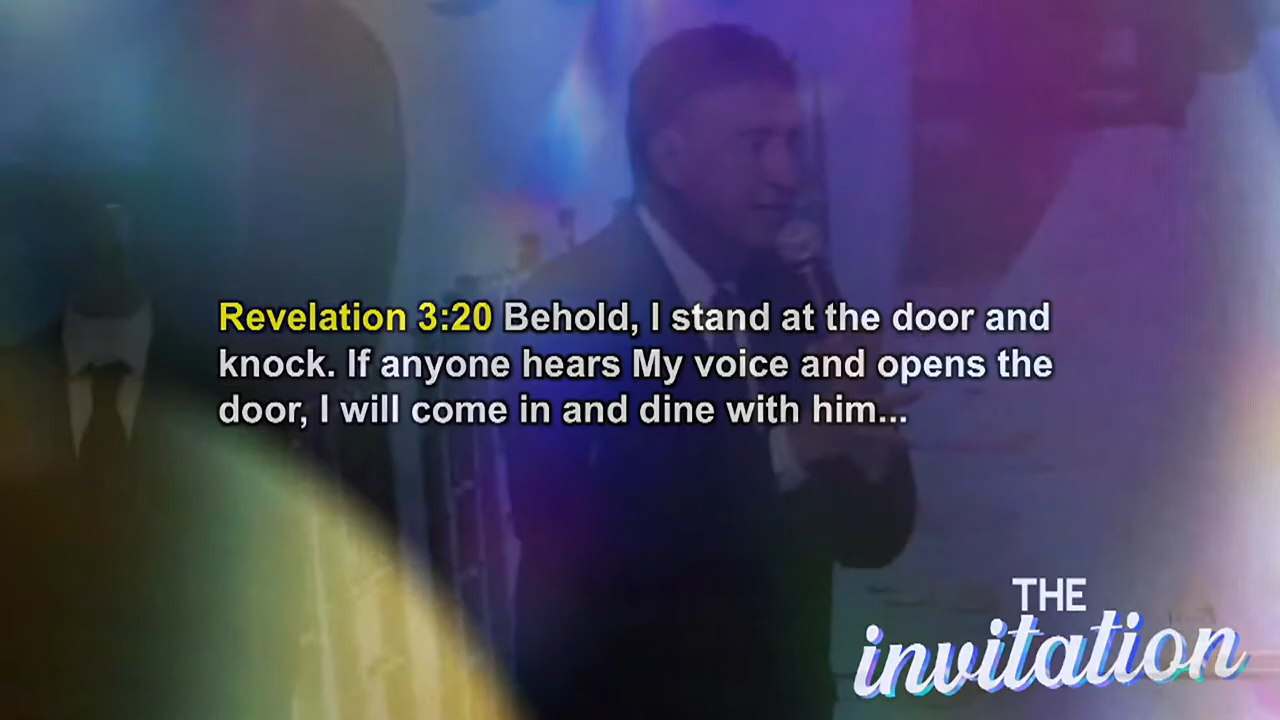 Revelation 3:20 Behold, I stand at the door and
knock. If anyone hears My voice and opens the
door, I will come in and dine with him...
THE
invitation